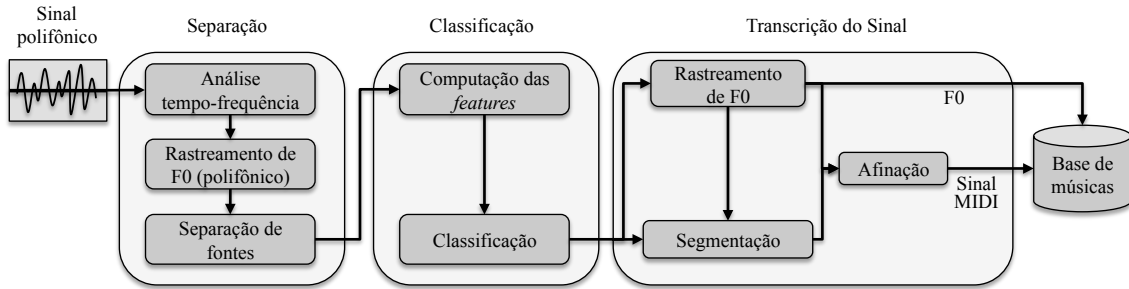 Sinal
polifônico
Separação
Classificação
Transcrição do Sinal
Análise
tempo-frequência
Rastreamento de
F0 (polifônico)
Separação de
fontes
Computação das
features
Classificação
Rastreamento
de F0
Segmentação
Afinação
F0
Sinal
MIDI
Base de
músicas